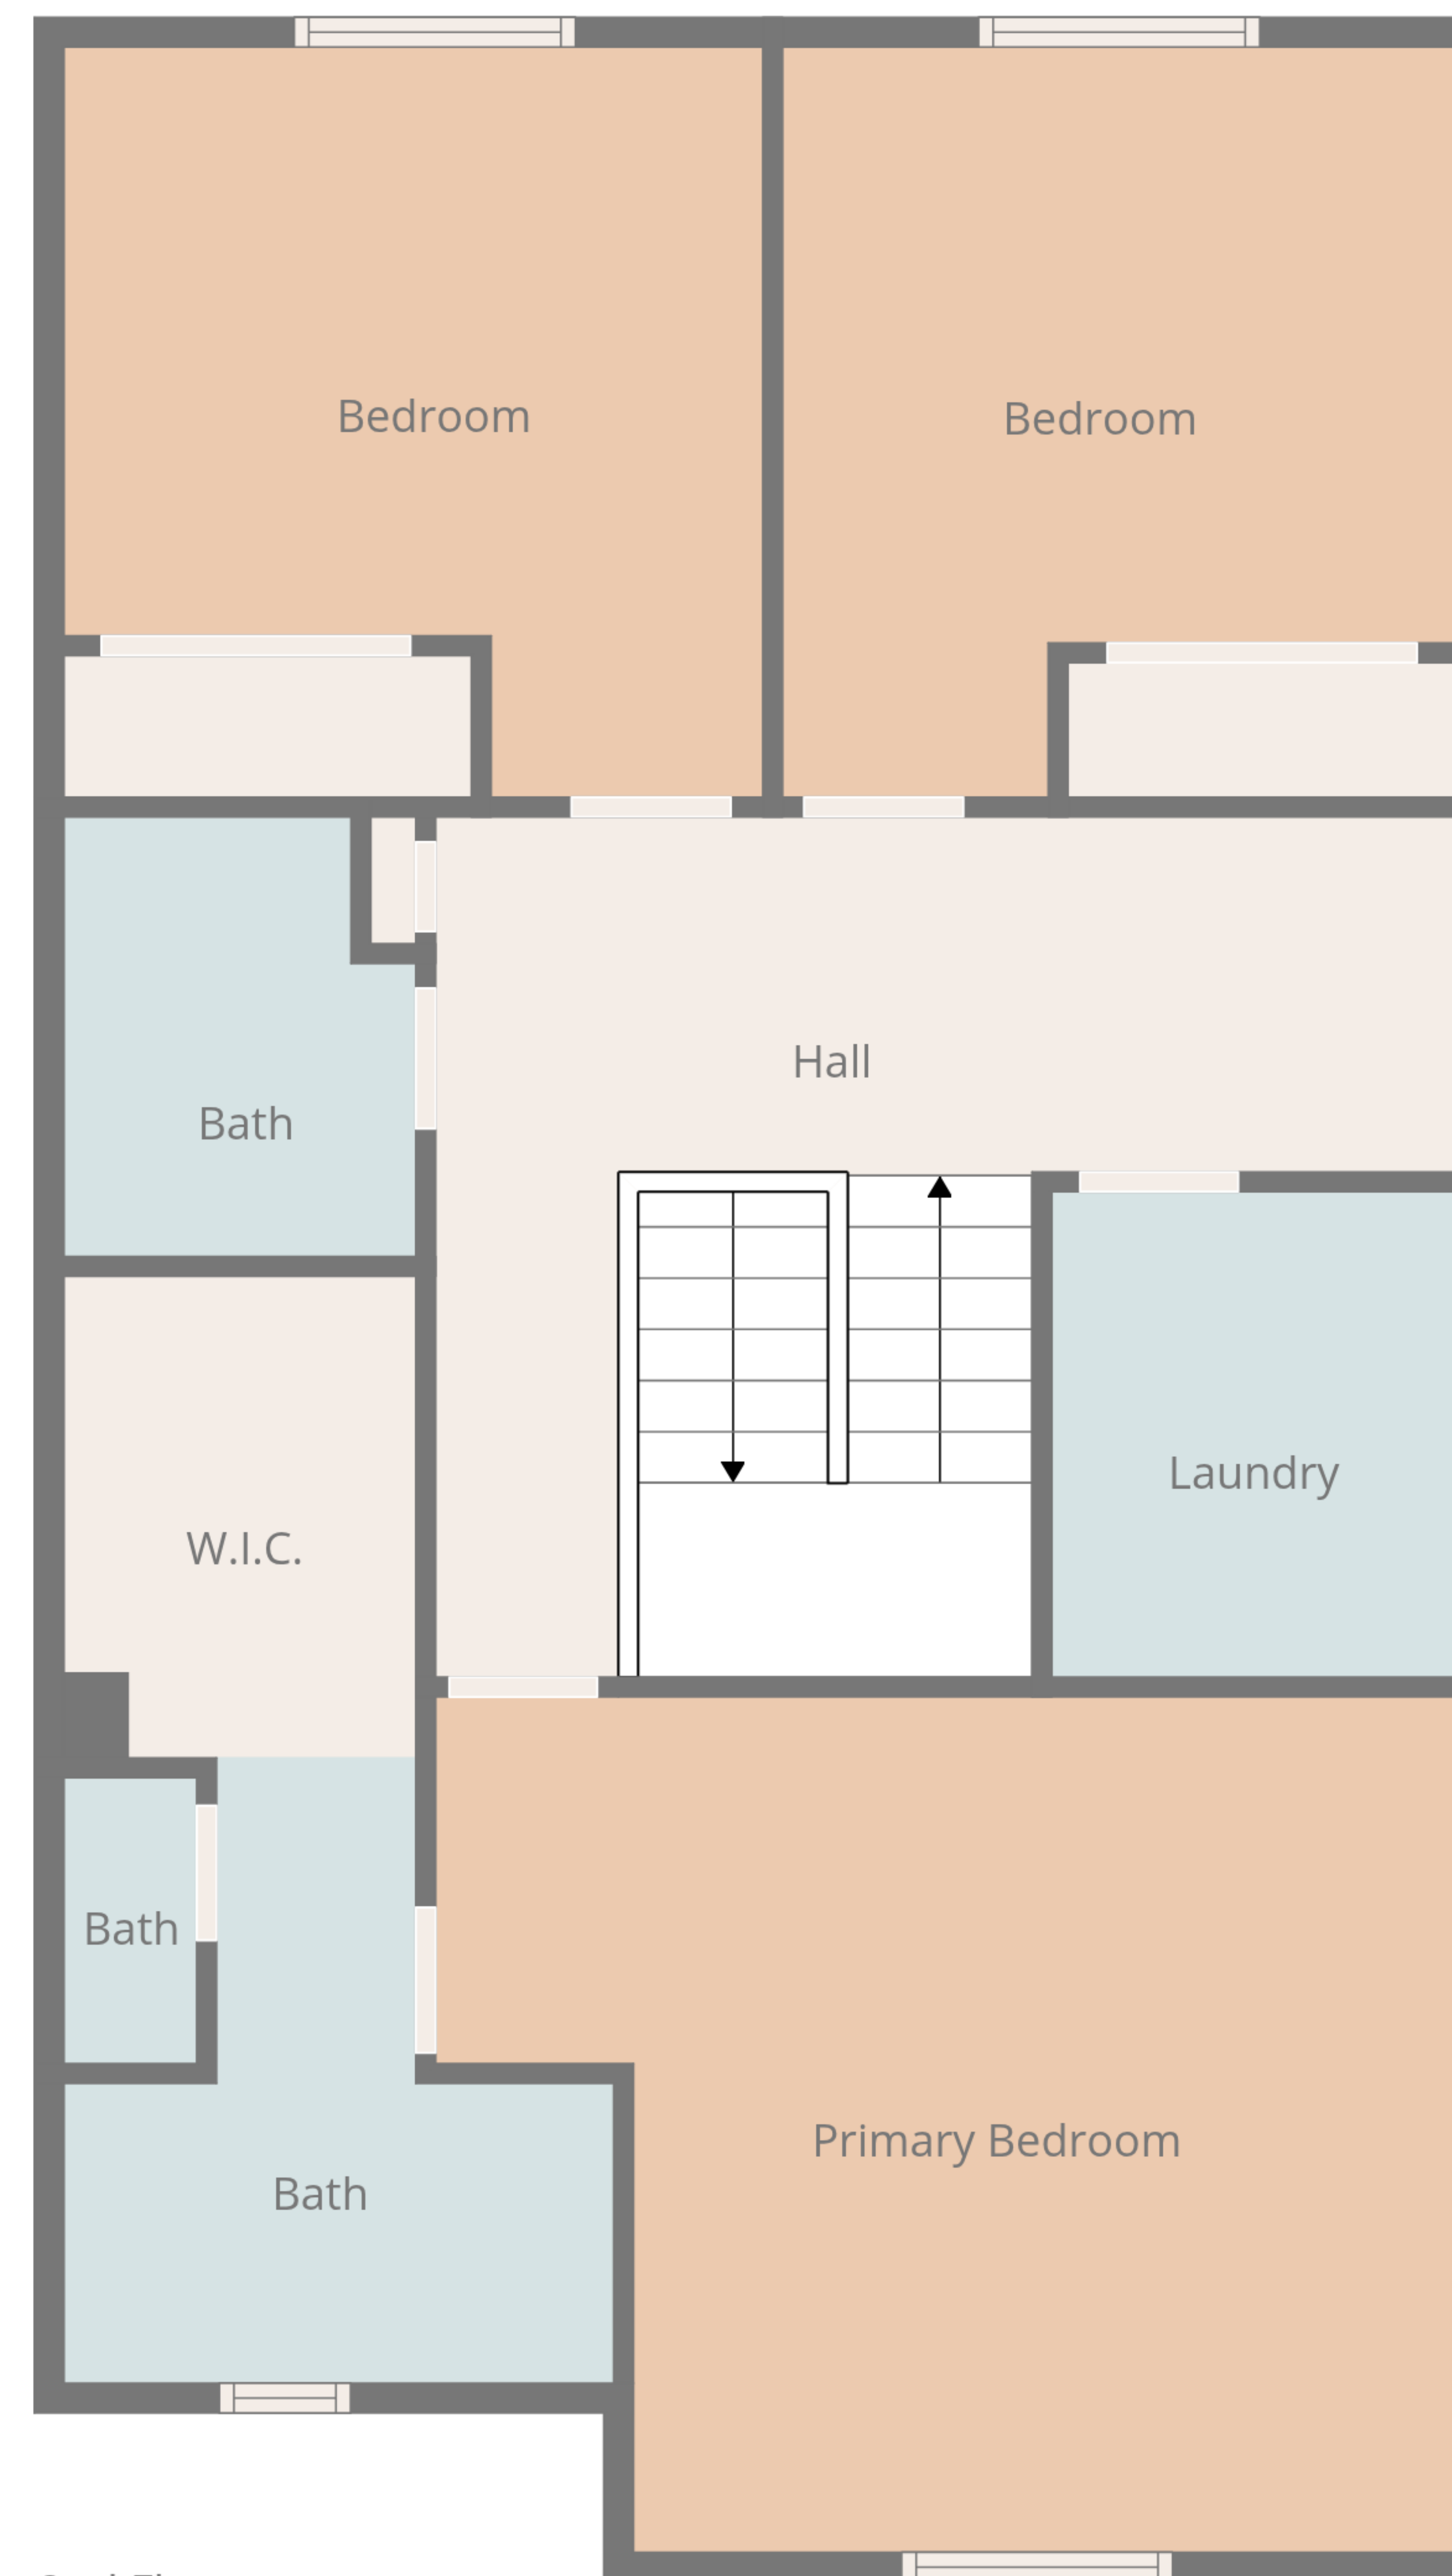 Bedroom
Bedroom
Hall
Bath
Laundry
W.I.C.
Bath
Primary Bedroom
Bath